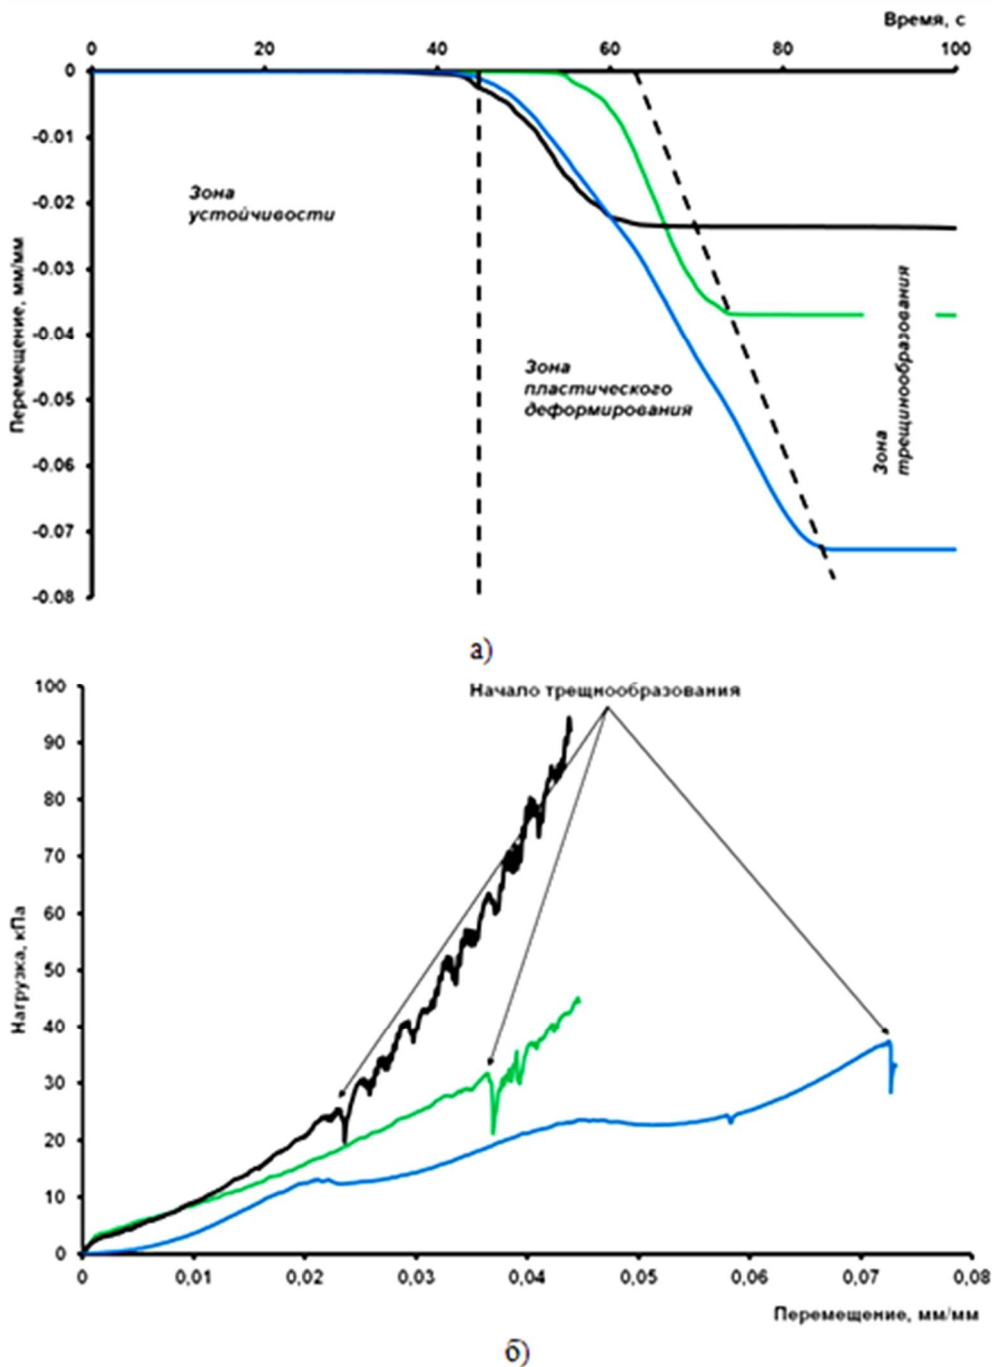 Время, с
0 20 40 60 80 100
0
-0.01
-0.02
-0.03
-0.04
-0.05
-0.06
-0.07
-0.08
Перемещение, мм/мм
Зона
устойчивости
Зона
пластического
деформирования
Зона
трещинообразования
а)
Начало трещнообразования
100
90
80
70
60
50
40
30
20
10
0
Нагрузка, кПа
0 0,01 0,02 0,03 0,04 0,05 0,06 0,07 0,08
Перемещение, мм/мм
б)